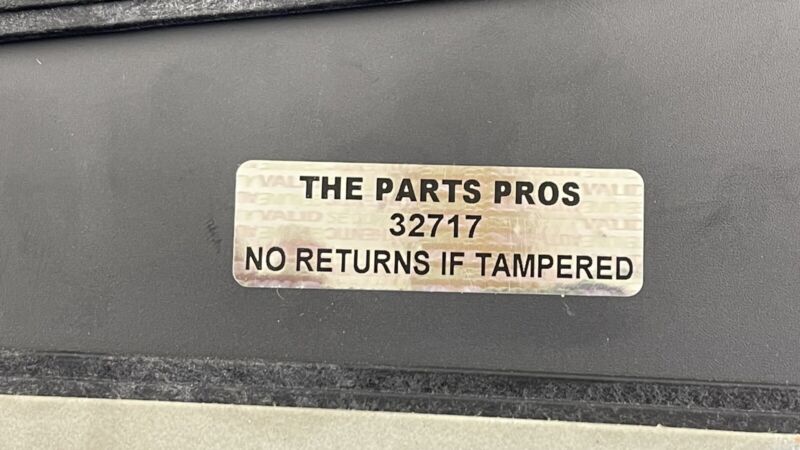 THE PARTS PROS
32717
NO RETURNS IF TAMPERED